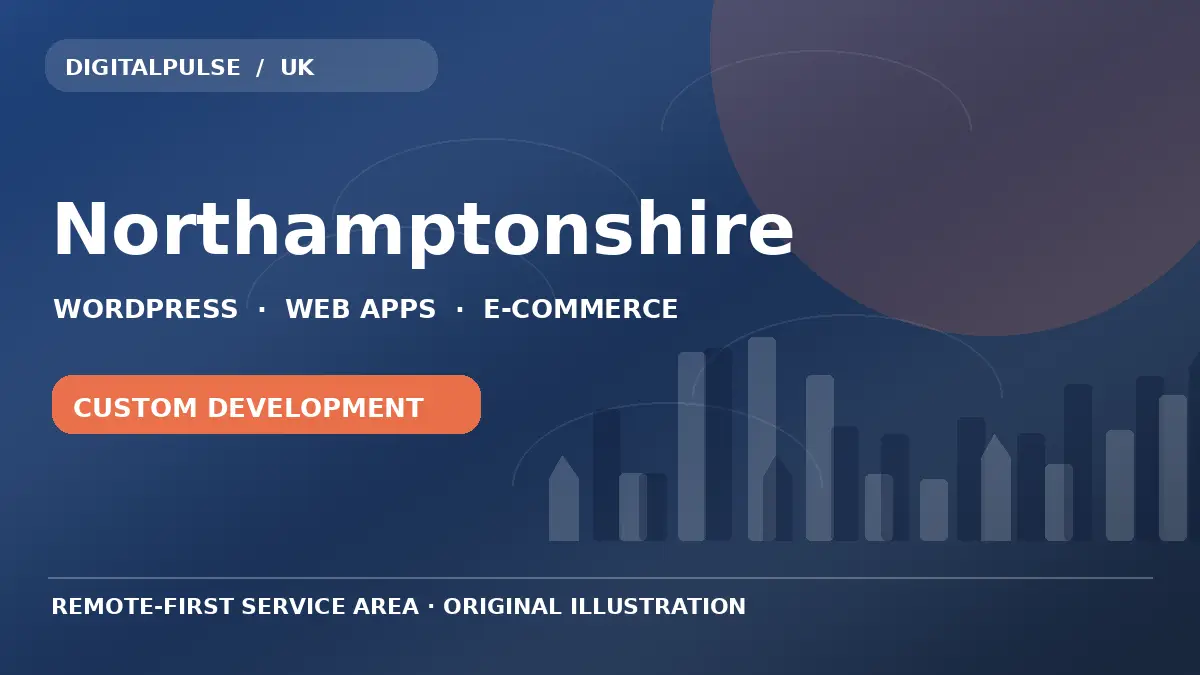 DIGITALPULSE / UK
Northamptonshire
WORDPRESS · WEB APPS · E-COMMERCE
CUSTOM DEVELOPMENT
REMOTE-FIRST SERVICE AREA · ORIGINAL ILLUSTRATION